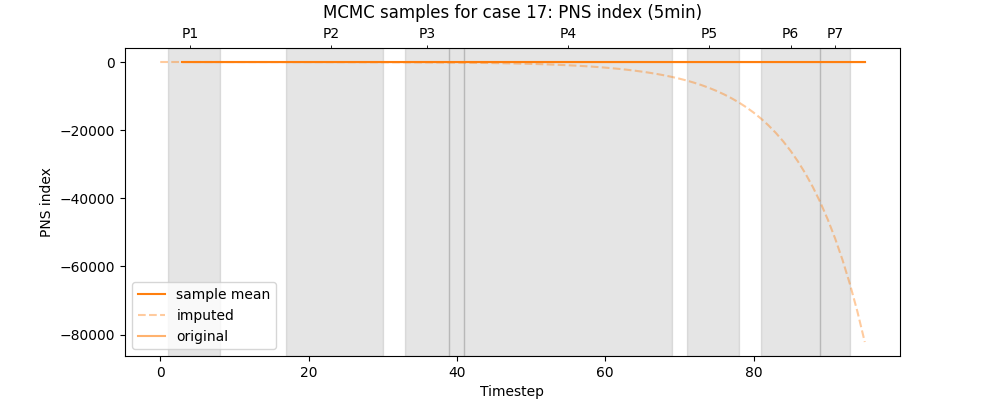 MCMC samples for case 17: PNS index (5min)
P1 P2 P3 P4 P5 P6 P7
0
−20000
−40000
−60000
−80000
PNS index
sample mean
imputed
original
0 20 40 60 80
Timestep